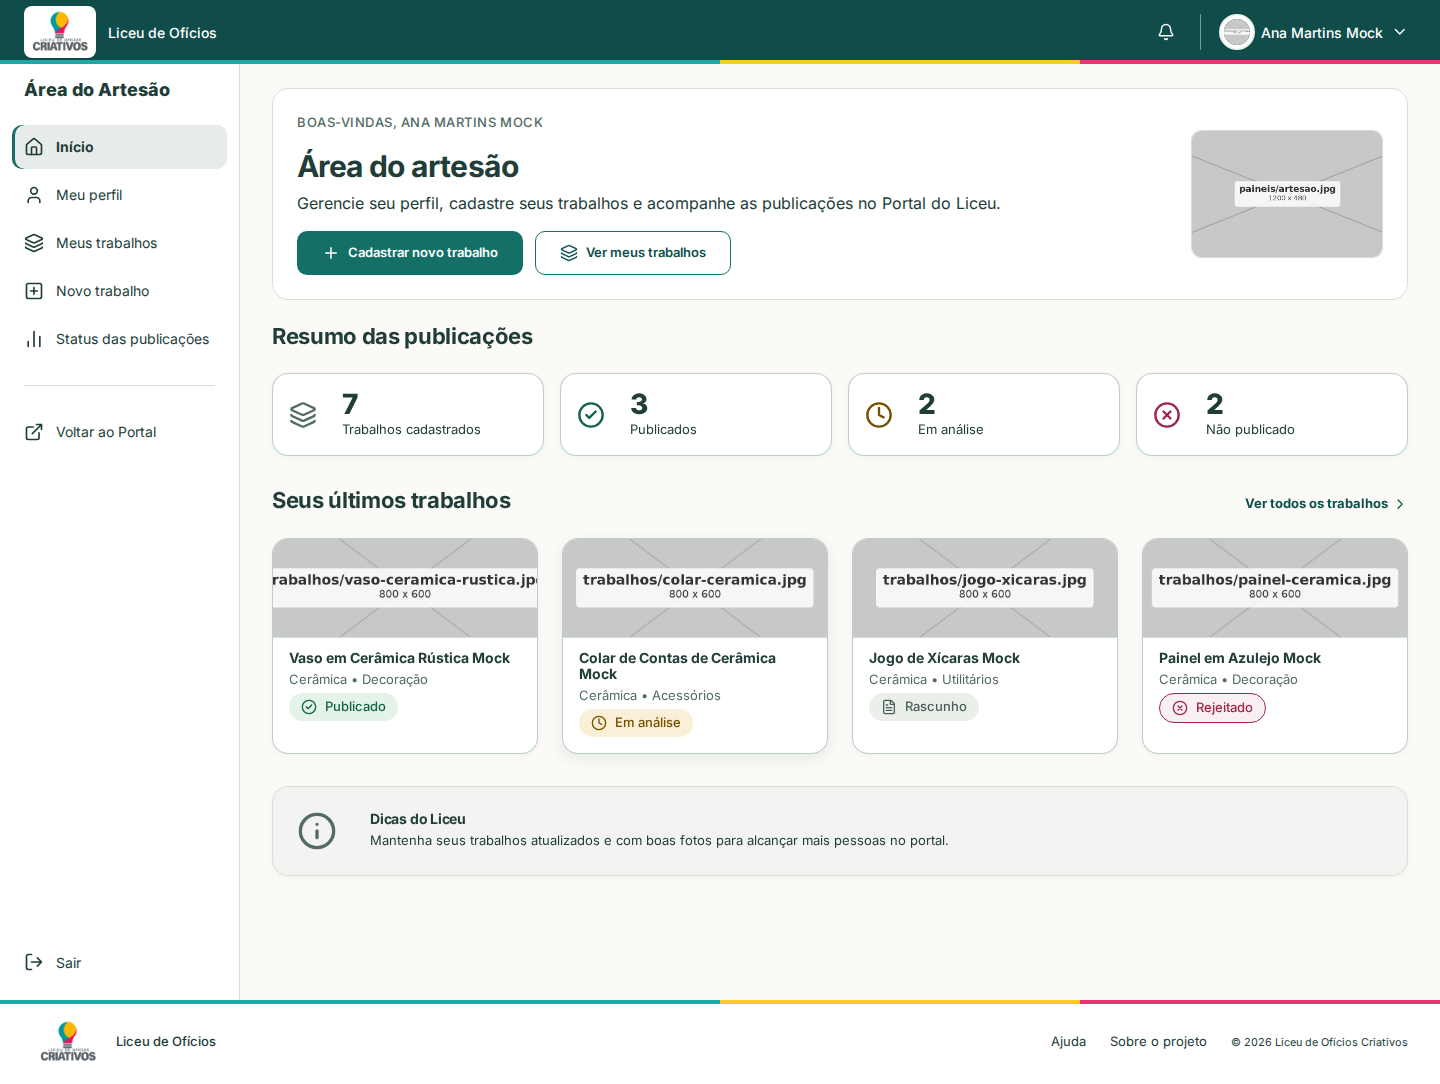 LICEU DE OFÍCIOS
CRIATIVOS
Liceu de Ofícios
Ana Martins Mock
Área do Artesão
Início
Meu perfil
Meus trabalhos
Novo trabalho
Status das publicações
Voltar ao Portal
Sair
BOAS-VINDAS, ANA MARTINS MOCK
Área do artesão
Gerencie seu perfil, cadastre seus trabalhos e acompanhe as publicações no Portal do Liceu.
Cadastrar novo trabalho
Ver meus trabalhos
paineis/artesao.jpg
1200 x 480
Resumo das publicações
7
Trabalhos cadastrados
3
Publicados
2
Em análise
2
Não publicado
Seus últimos trabalhos
Ver todos os trabalhos
rabalhos/vaso-ceramica-rustica.jp
800 x 600
Vaso em Cerâmica Rústica Mock
Cerâmica • Decoração
Publicado
trabalhos/colar-ceramica.jpg
800 x 600
Colar de Contas de Cerâmica
Mock
Cerâmica • Acessórios
Em análise
trabalhos/jogo-xicaras.jpg
800 x 600
Jogo de Xícaras Mock
Cerâmica • Utilitários
Rascunho
trabalhos/painel-ceramica.jpg
800 x 600
Painel em Azulejo Mock
Cerâmica • Decoração
Rejeitado
Dicas do Liceu
Mantenha seus trabalhos atualizados e com boas fotos para alcançar mais pessoas no portal.
LICEU DE OFÍCIOS
CRIATIVOS
Liceu de Ofícios
Ajuda
Sobre o projeto
© 2026 Liceu de Ofícios Criativos